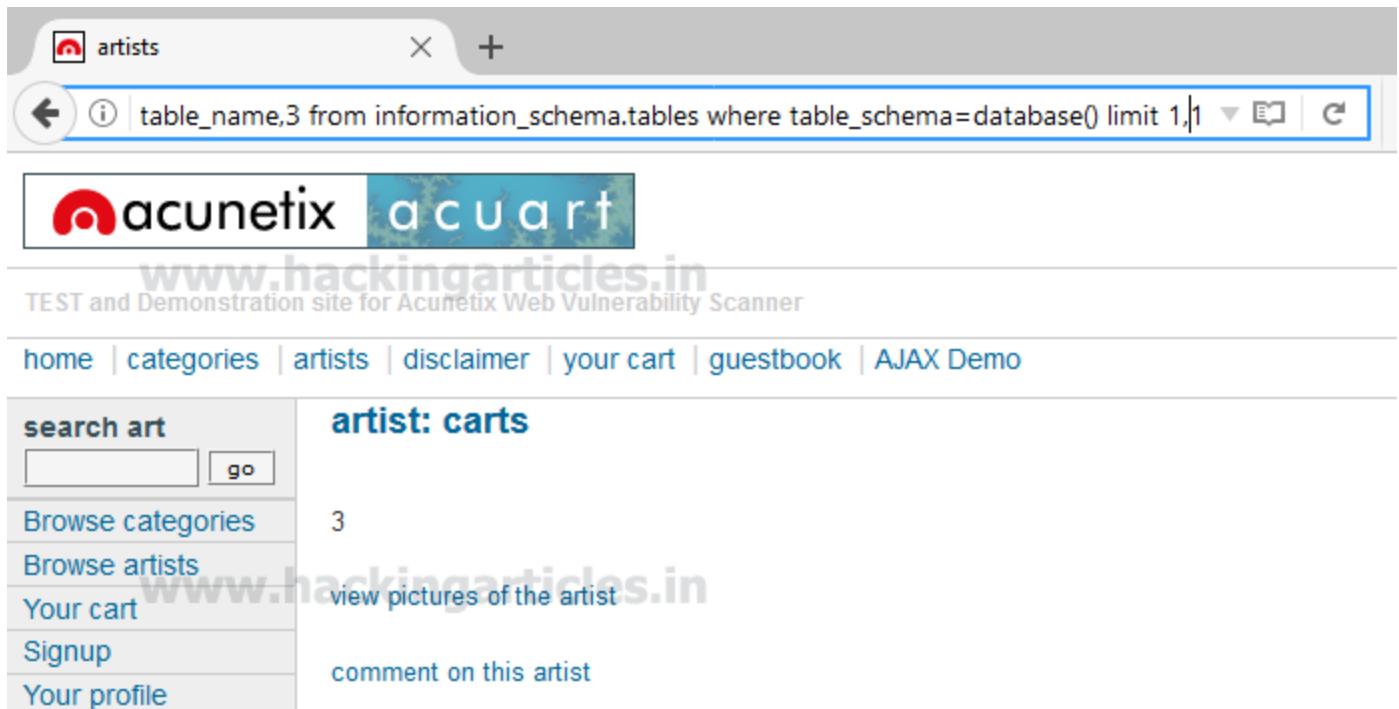 artists
table_name,3 from information_schema.tables where table_schema=database() limit 1,1
acunetix acuart
www.hackingarticles.in
TEST and Demonstration site for Acunetix Web Vulnerability Scanner
home | categories | artists | disclaimer | your cart | guestbook | AJAX Demo
search art
go
Browse categories
Browse artists
Your cart
Signup
Your profile
artist: carts
3
www.hackingarticles.in
view pictures of the artist
comment on this artist